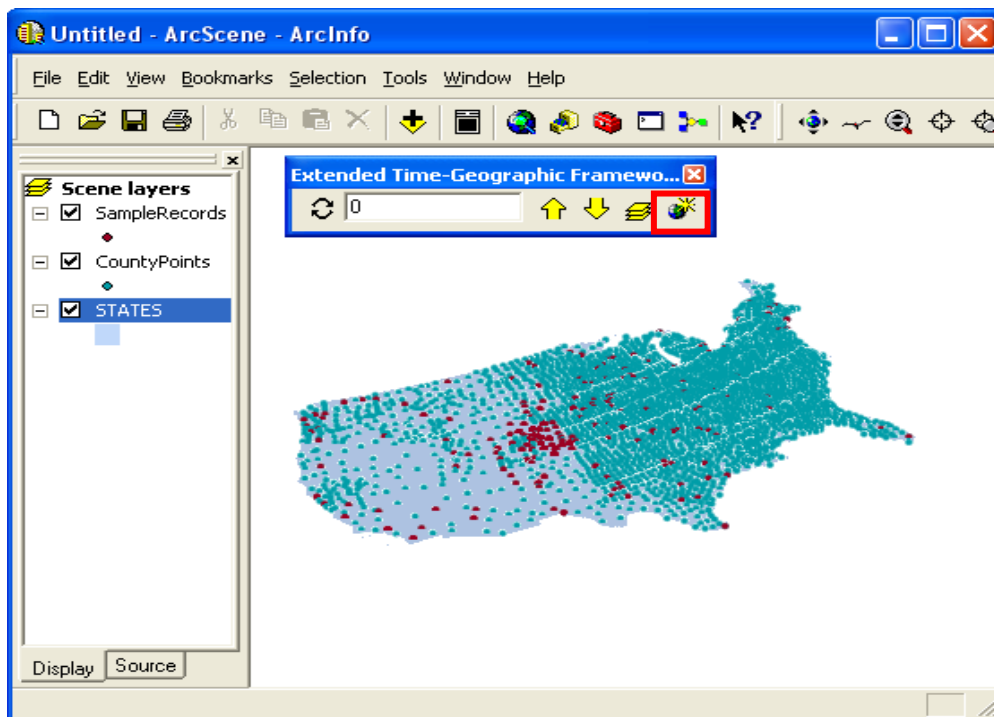 Untitled - ArcScene - ArcInfo
File Edit View Bookmarks Selection Tools Window Help
Extended Time-Geographic Framewo...
0
Scene layers
SampleRecords
CountyPoints
STATES
Display Source